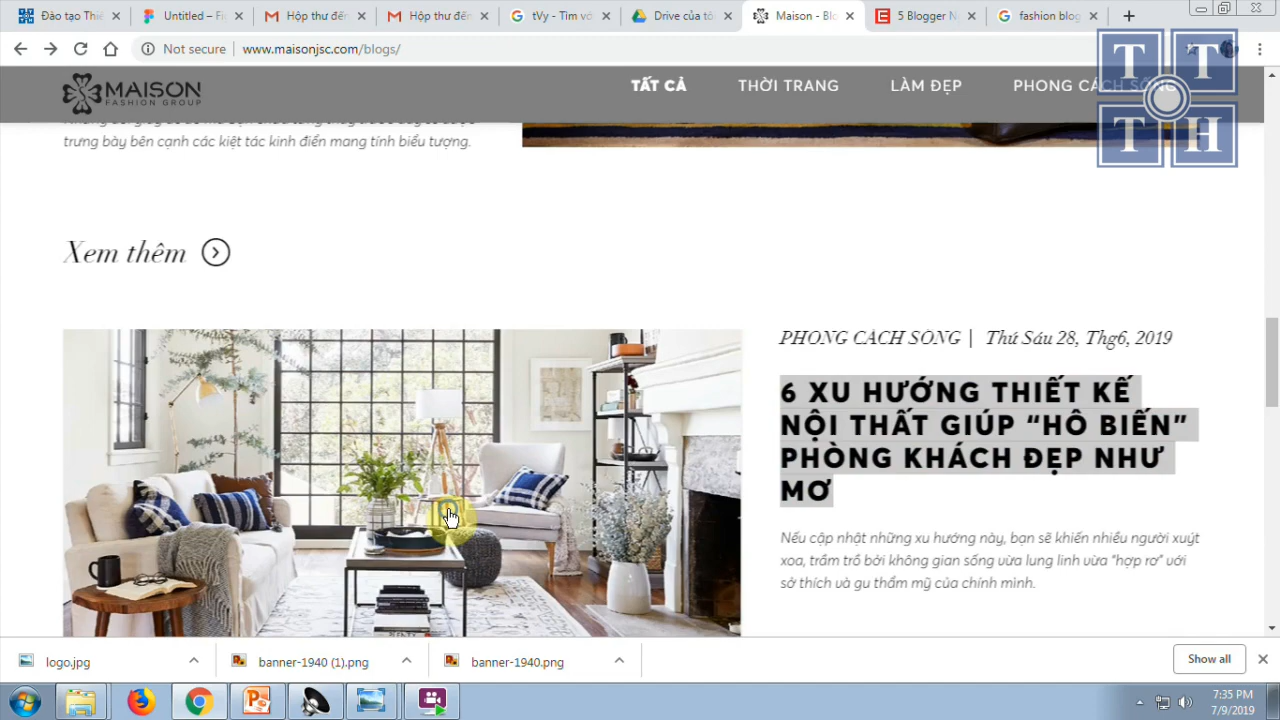 Đào tạo Thiế
Untitled – Fig
Hộp thư đến
Hộp thư đến
tVy - Tìm với
Drive của tôi
Maison - Blo
5 Blogger N
fashion blog
Not secure
www.maisonjsc.com/blogs/
T T
T H
MAISON
FASHION GROUP
TẤT CẢ
THỜI TRANG
LÀM ĐẸP
PHONG CÁCH SỐNG
trưng bày bên cạnh các kiệt tác kinh điển mang tính biểu tượng.
Xem thêm
PHONG CÁCH SỐNG | Thứ Sáu 28, Thg6, 2019
6 XU HƯỚNG THIẾT KẾ
NỘI THẤT GIÚP “HÔ BIẾN”
PHÒNG KHÁCH ĐẸP NHƯ
MƠ
Nếu cập nhật những xu hướng này, bạn sẽ khiến nhiều người xuýt
xoa, trầm trồ bởi không gian sống vừa lung linh vừa “hợp rơ” với
sở thích và gu thẩm mỹ của chính mình.
logo.jpg
banner-1940 (1).png
banner-1940.png
Show all
7:35 PM
7/9/2019